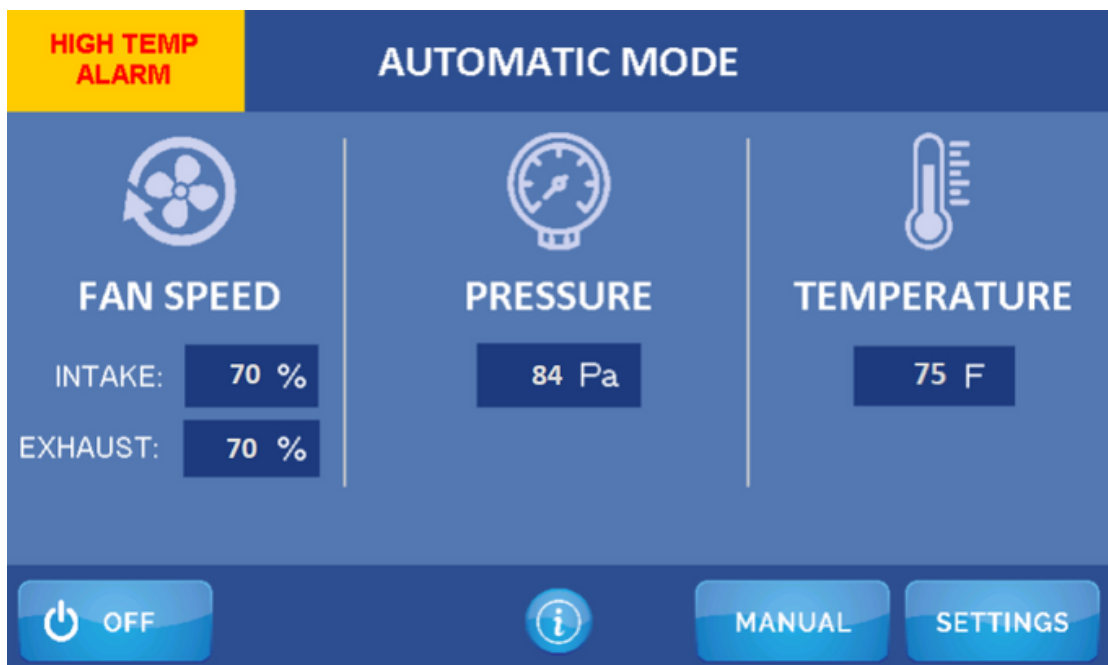 HIGH TEMP
ALARM
AUTOMATIC MODE
FAN SPEED
INTAKE: 70 %
EXHAUST: 70 %
PRESSURE
84 Pa
TEMPERATURE
75 F
OFF
i
MANUAL
SETTINGS